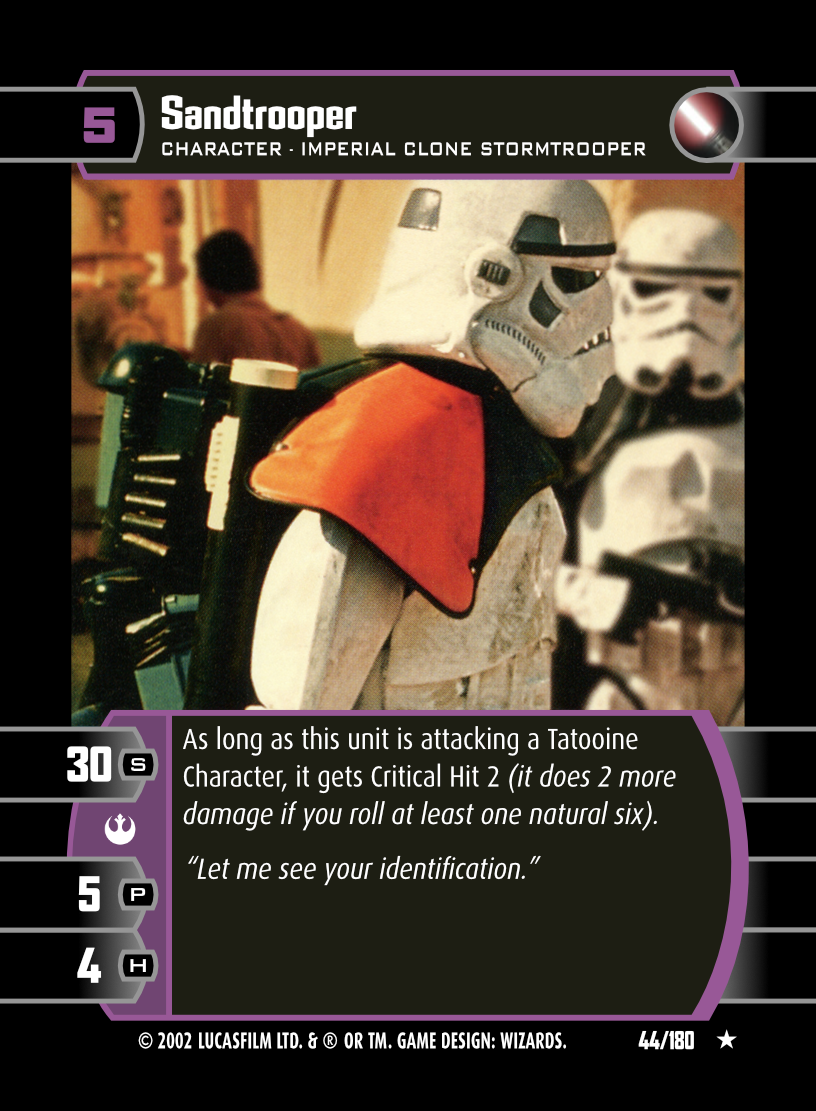 5
Sandtrooper
CHARACTER - IMPERIAL CLONE STORMTROOPER
30 S
5 P
4 H
As long as this unit is attacking a Tatooine
Character, it gets Critical Hit 2 (it does 2 more
damage if you roll at least one natural six).
“Let me see your identification.”
© 2002 LUCASFILM LTD. & ® OR TM. GAME DESIGN: WIZARDS.
44/180